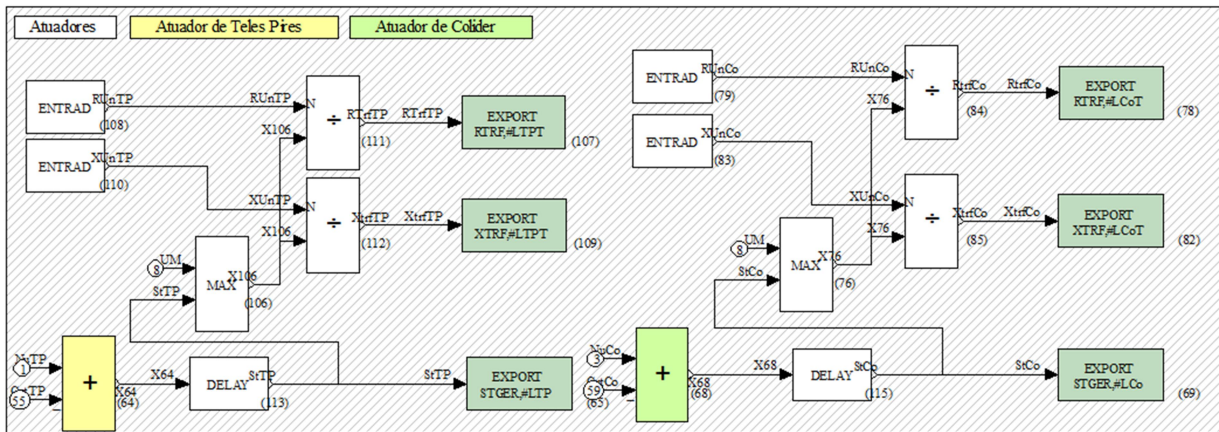 Atuadores
Atuador de Teles Pires
Atuador de Colider
ENTRAD
RUnTP
(108)
RUnTP
N
X106
÷
RTrfTP
(111)
RTrfTP
EXPORT
RTRF,#LTPT
(107)
ENTRAD
XUnTP
(110)
XUnTP
N
X106
÷
XtrfTP
(112)
XtrfTP
EXPORT
XTRF,#LTPT
(109)
8
UM
StTP
MAX
X106
(106)
1
NuTP
55
+
X64
(64)
X64
DELAY
StTP
(113)
StTP
EXPORT
STGER,#LTP
(65)
ENTRAD
RUnCo
(79)
RUnCo
N
X76
÷
RtrfCo
(84)
RtrfCo
EXPORT
RTRF,#LCoT
(78)
ENTRAD
XUnCo
(83)
XUnCo
N
X76
÷
XtrfCo
(85)
XtrfCo
EXPORT
XTRF,#LCoT
(82)
8
UM
StCo
MAX
X76
(76)
3
NuCo
59
+
X68
(68)
X68
DELAY
StCo
(115)
StCo
EXPORT
STGER,#LCo
(69)